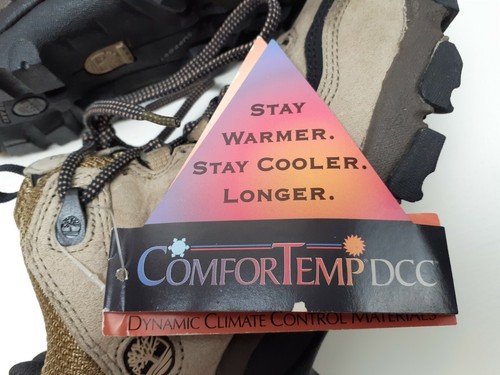 STAY
WARMER.
STAY COOLER.
LONGER.
COMFORTEMP DCC
DYNAMIC CLIMATE CONTROL MATERIALS